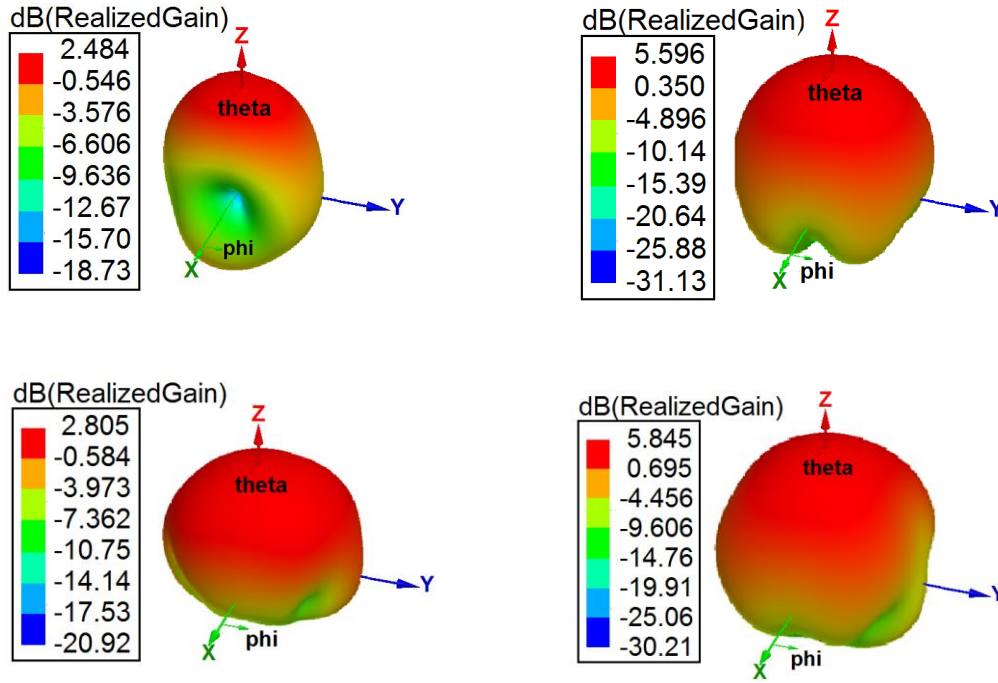 dB(RealizedGain)
2.484
-0.546
-3.576
-6.606
-9.636
-12.67
-15.70
-18.73
Z
theta
Y
phi
X
dB(RealizedGain)
5.596
0.350
-4.896
-10.14
-15.39
-20.64
-25.88
-31.13
Z
theta
Y
phi
X
dB(RealizedGain)
2.805
-0.584
-3.973
-7.362
-10.75
-14.14
-17.53
-20.92
Z
theta
Y
phi
X
dB(RealizedGain)
5.845
0.695
-4.456
-9.606
-14.76
-19.91
-25.06
-30.21
Z
theta
Y
phi
X